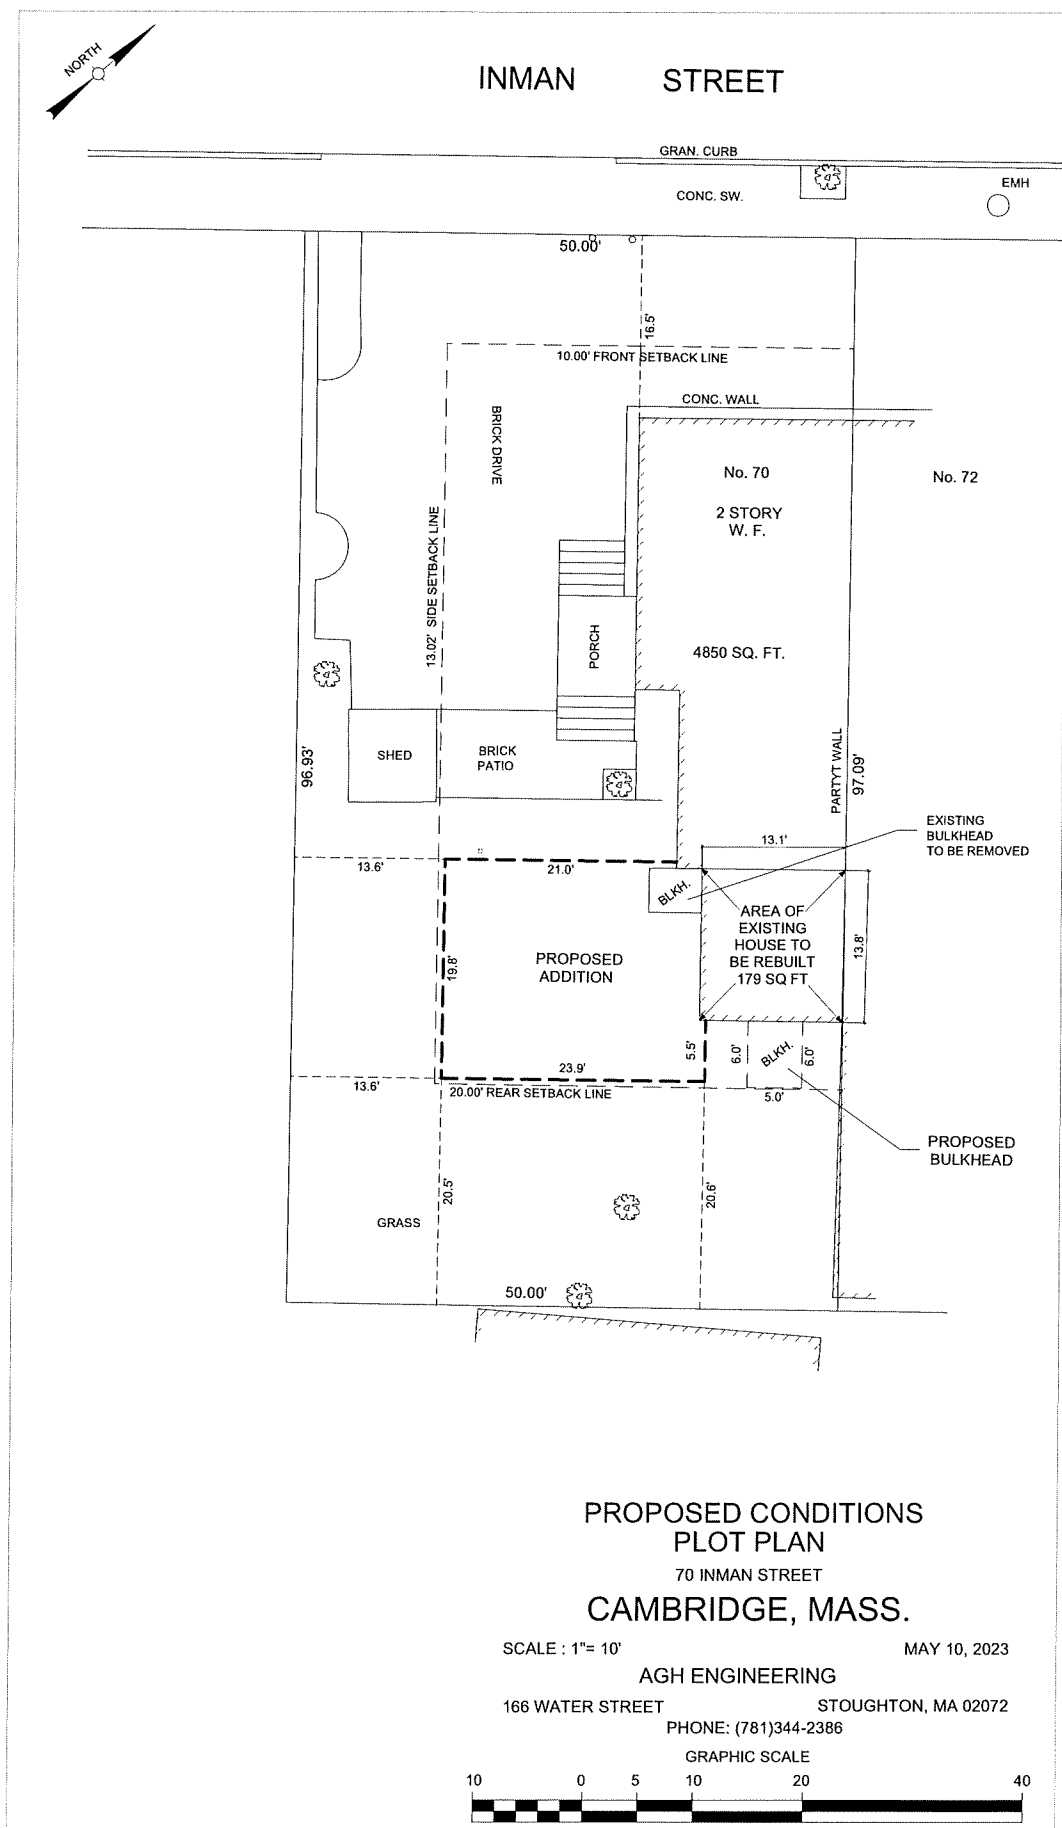 NORTH
INMAN STREET
GRAN. CURB
CONC. SW.
EMH
50.00'
16.5'
10.00' FRONT SETBACK LINE
CONC. WALL
BRICK DRIVE
No. 70
No. 72
2 STORY
W. F.
13.02' SIDE SETBACK LINE
PORCH
4850 SQ. FT.
SHED
BRICK
PATIO
96.93'
PARTYT WALL
97.09'
EXISTING
BULKHEAD
TO BE REMOVED
13.1'
13.6'
21.0'
BLKH.
AREA OF
EXISTING
HOUSE TO
BE REBUILT
179 SQ FT
13.8'
PROPOSED
ADDITION
19.8'
5.5'
6.0'
BLKH.
6.0'
23.9'
13.6'
20.00' REAR SETBACK LINE
5.0'
PROPOSED
BULKHEAD
20.5'
20.6'
GRASS
50.00'
PROPOSED CONDITIONS
PLOT PLAN
70 INMAN STREET
CAMBRIDGE, MASS.
SCALE : 1"= 10' MAY 10, 2023
AGH ENGINEERING
166 WATER STREET STOUGHTON, MA 02072
PHONE: (781)344-2386
GRAPHIC SCALE
10 0 5 10 20 40